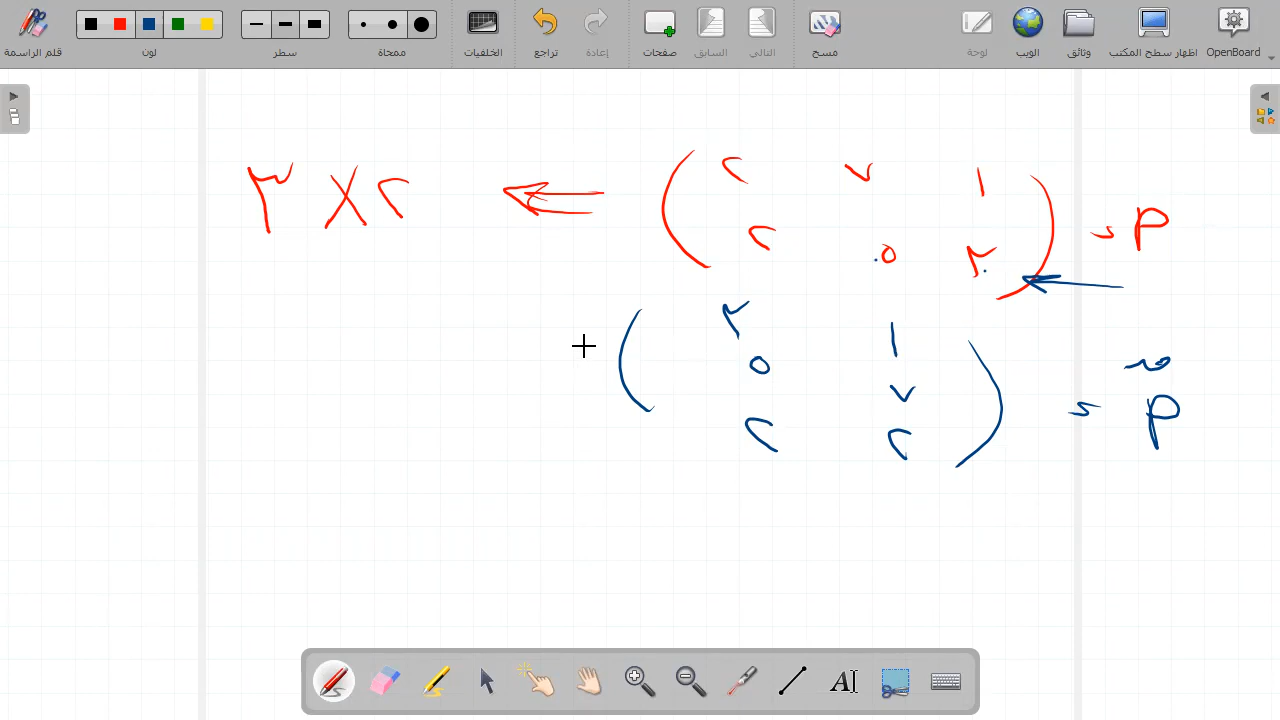 قلم الراسمة
لون
سطر
ممحاة
الخلفيات
تراجع
إعادة
صفحات
السابق
التالي
مسح
لوحة
الويب
وثائق
اظهار سطح المكتب
OpenBoard
م = ( ١ ٧ ٢ ⇐ ٢ × ٣
٣ ٥ ٢ )
م = ( ١ ٣
٧ ٥
٢ ٢ )
AI